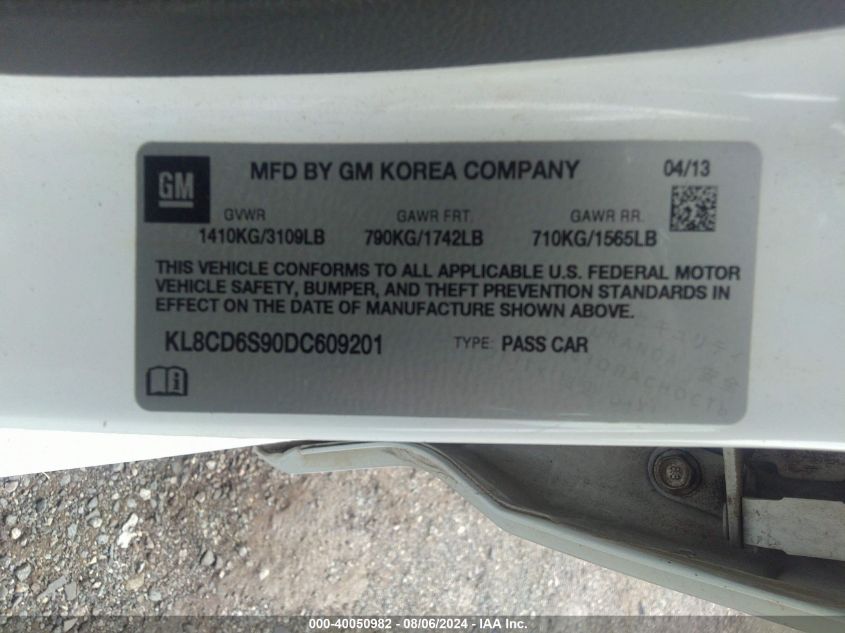 GM
MFD BY GM KOREA COMPANY
04/13
GVWR GAWR FRT. GAWR RR.
1410KG/3109LB 790KG/1742LB 710KG/1565LB
THIS VEHICLE CONFORMS TO ALL APPLICABLE U.S. FEDERAL MOTOR
VEHICLE SAFETY, BUMPER, AND THEFT PREVENTION STANDARDS IN
EFFECT ON THE DATE OF MANUFACTURE SHOWN ABOVE.
KL8CD6S90DC609201 TYPE: PASS CAR
000-40050982 - 08/06/2024 - IAA Inc.